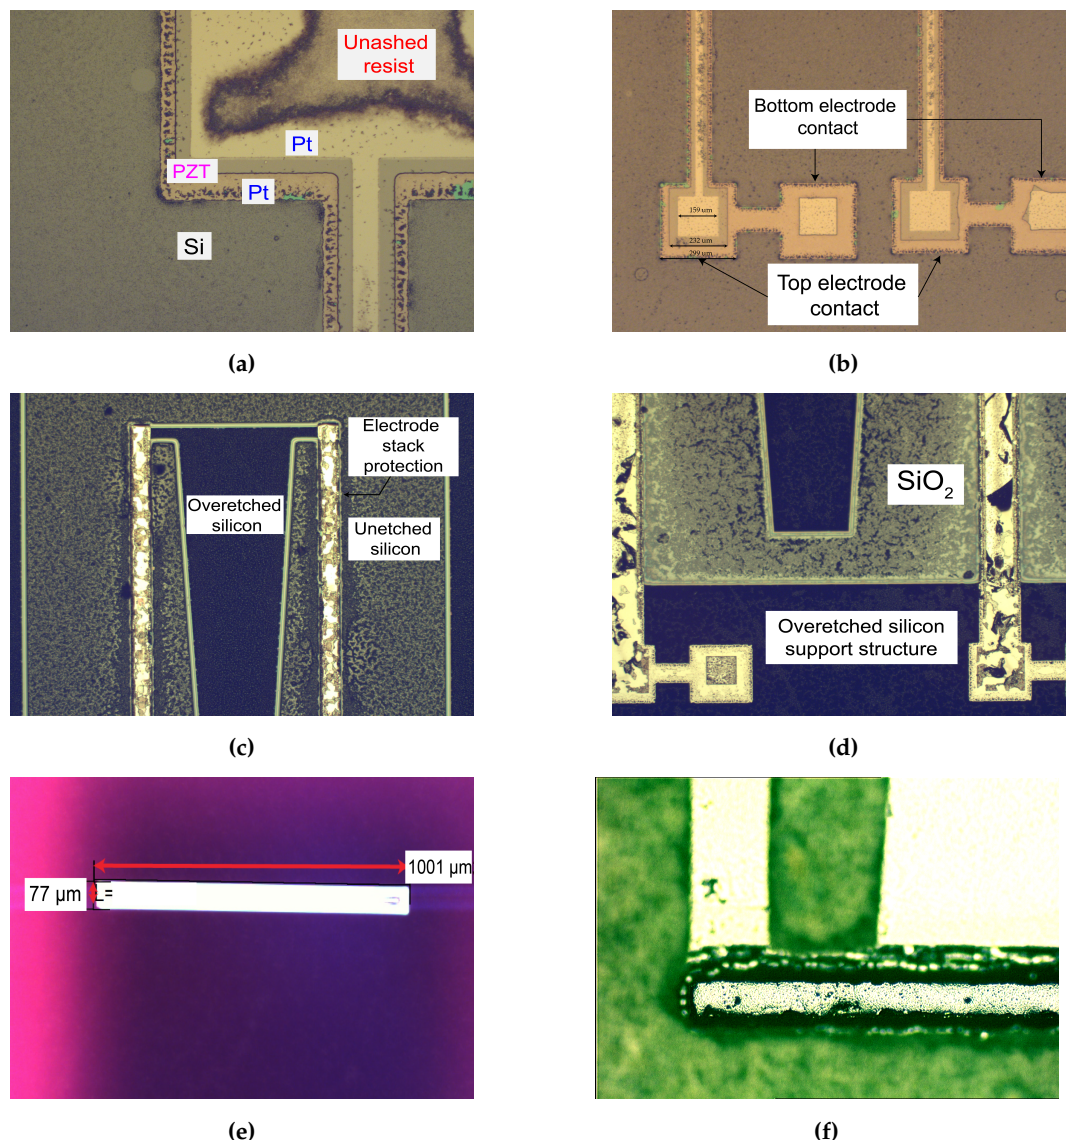 Unashed
resist
Pt
PZT
Pt
Si
(a)
Bottom electrode
contact
159 um
232 um
299 um
Top electrode
contact
(b)
Electrode
stack
protection
Overetched
silicon
Unetched
silicon
(c)
SiO₂
Overetched silicon
support structure
(d)
1001 µm
77 µm
L=
(e)
(f)